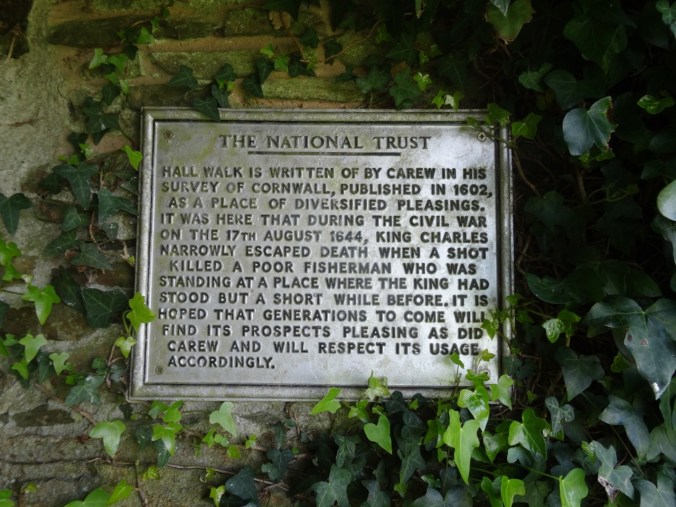 THE NATIONAL TRUST
HALL WALK IS WRITTEN OF BY CAREW IN HIS
SURVEY OF CORNWALL, PUBLISHED IN 1602,
AS A PLACE OF DIVERSIFIED PLEASINGS.
IT WAS HERE THAT DURING THE CIVIL WAR
ON THE 17TH AUGUST 1644, KING CHARLES
NARROWLY ESCAPED DEATH WHEN A SHOT
KILLED A POOR FISHERMAN WHO WAS
STANDING AT A PLACE WHERE THE KING HAD
STOOD BUT A SHORT WHILE BEFORE. IT IS
HOPED THAT GENERATIONS TO COME WILL
FIND ITS PROSPECTS PLEASING AS DID
CAREW AND WILL RESPECT ITS USAGE
ACCORDINGLY.